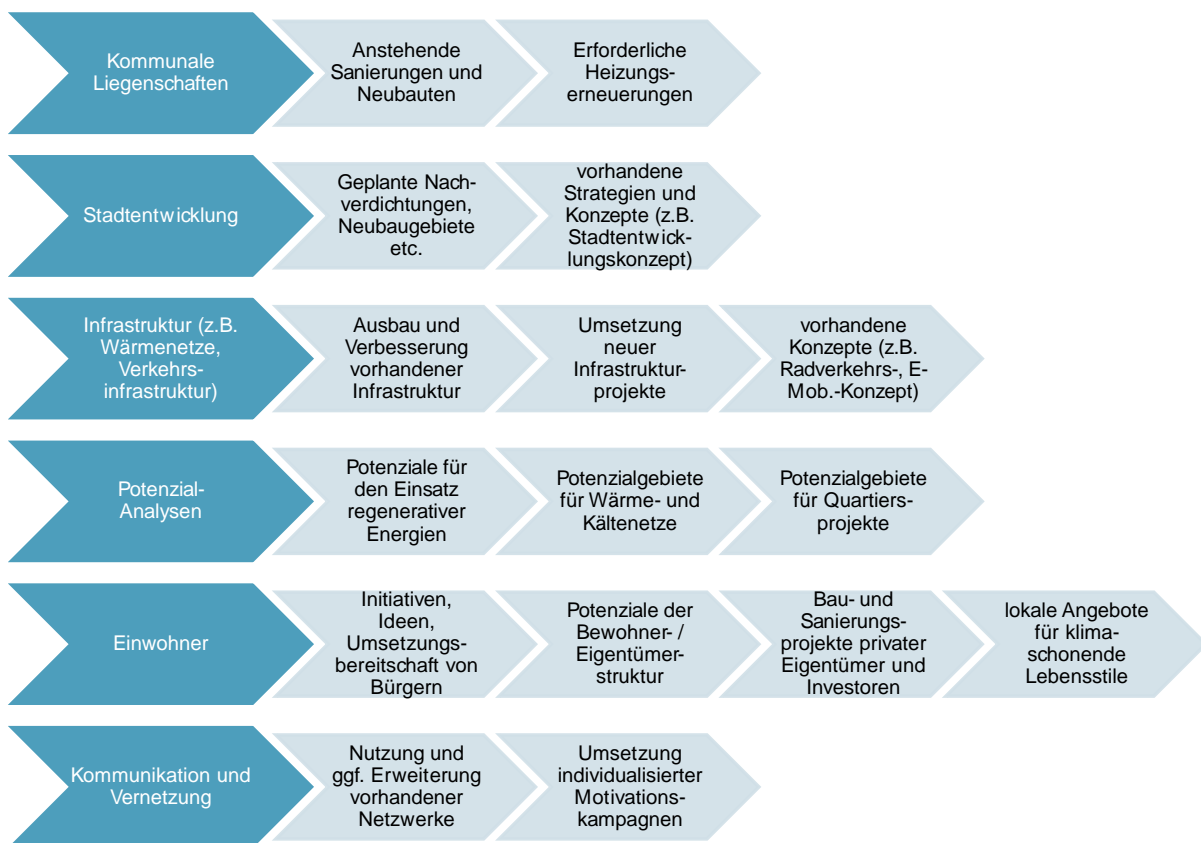 Kommunale
Liegenschaften
Anstehende
Sanierungen und
Neubauten
Erforderliche
Heizungs-
erneuerungen
Stadtentwicklung
Geplante Nach-
verdichtungen,
Neubaugebiete
etc.
vorhandene
Strategien und
Konzepte (z.B.
Stadtentwick-
lungskonzept)
Infrastruktur (z.B.
Wärmenetze,
Verkehrs-
infrastruktur)
Ausbau und
Verbesserung
vorhandener
Infrastruktur
Umsetzung
neuer
Infrastruktur-
projekte
vorhandene
Konzepte (z.B.
Radverkehrs-, E-
Mob.-Konzept)
Potenzial-
Analysen
Potenziale für
den Einsatz
regenerativer
Energien
Potenzialgebiete
für Wärme- und
Kältenetze
Potenzialgebiete
für Quartiers-
projekte
Einwohner
Initiativen,
Ideen,
Umsetzungs-
bereitschaft von
Bürgern
Potenziale der
Bewohner- /
Eigentümer-
struktur
Bau- und
Sanierungs-
projekte privater
Eigentümer und
Investoren
lokale Angebote
für klima-
schonende
Lebensstile
Kommunikation und
Vernetzung
Nutzung und
ggf. Erweiterung
vorhandener
Netzwerke
Umsetzung
individualisierter
Motivations-
kampagnen